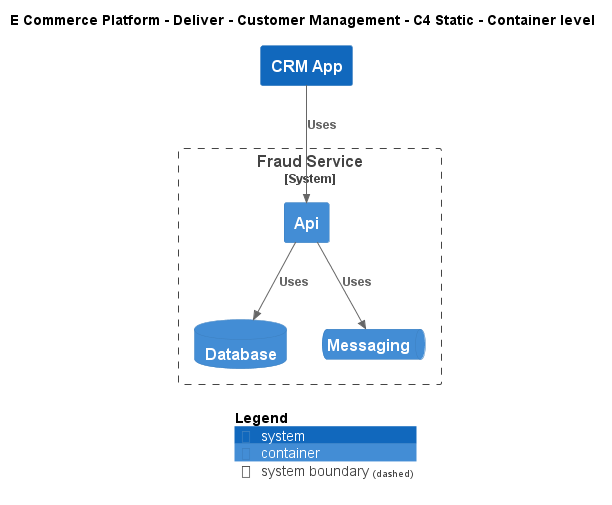 E Commerce Platform - Deliver - Customer Management - C4 Static - Container level
CRM App
Uses
Fraud Service
[System]
Api
Uses
Uses
Database
Messaging
Legend
system
container
system boundary (dashed)